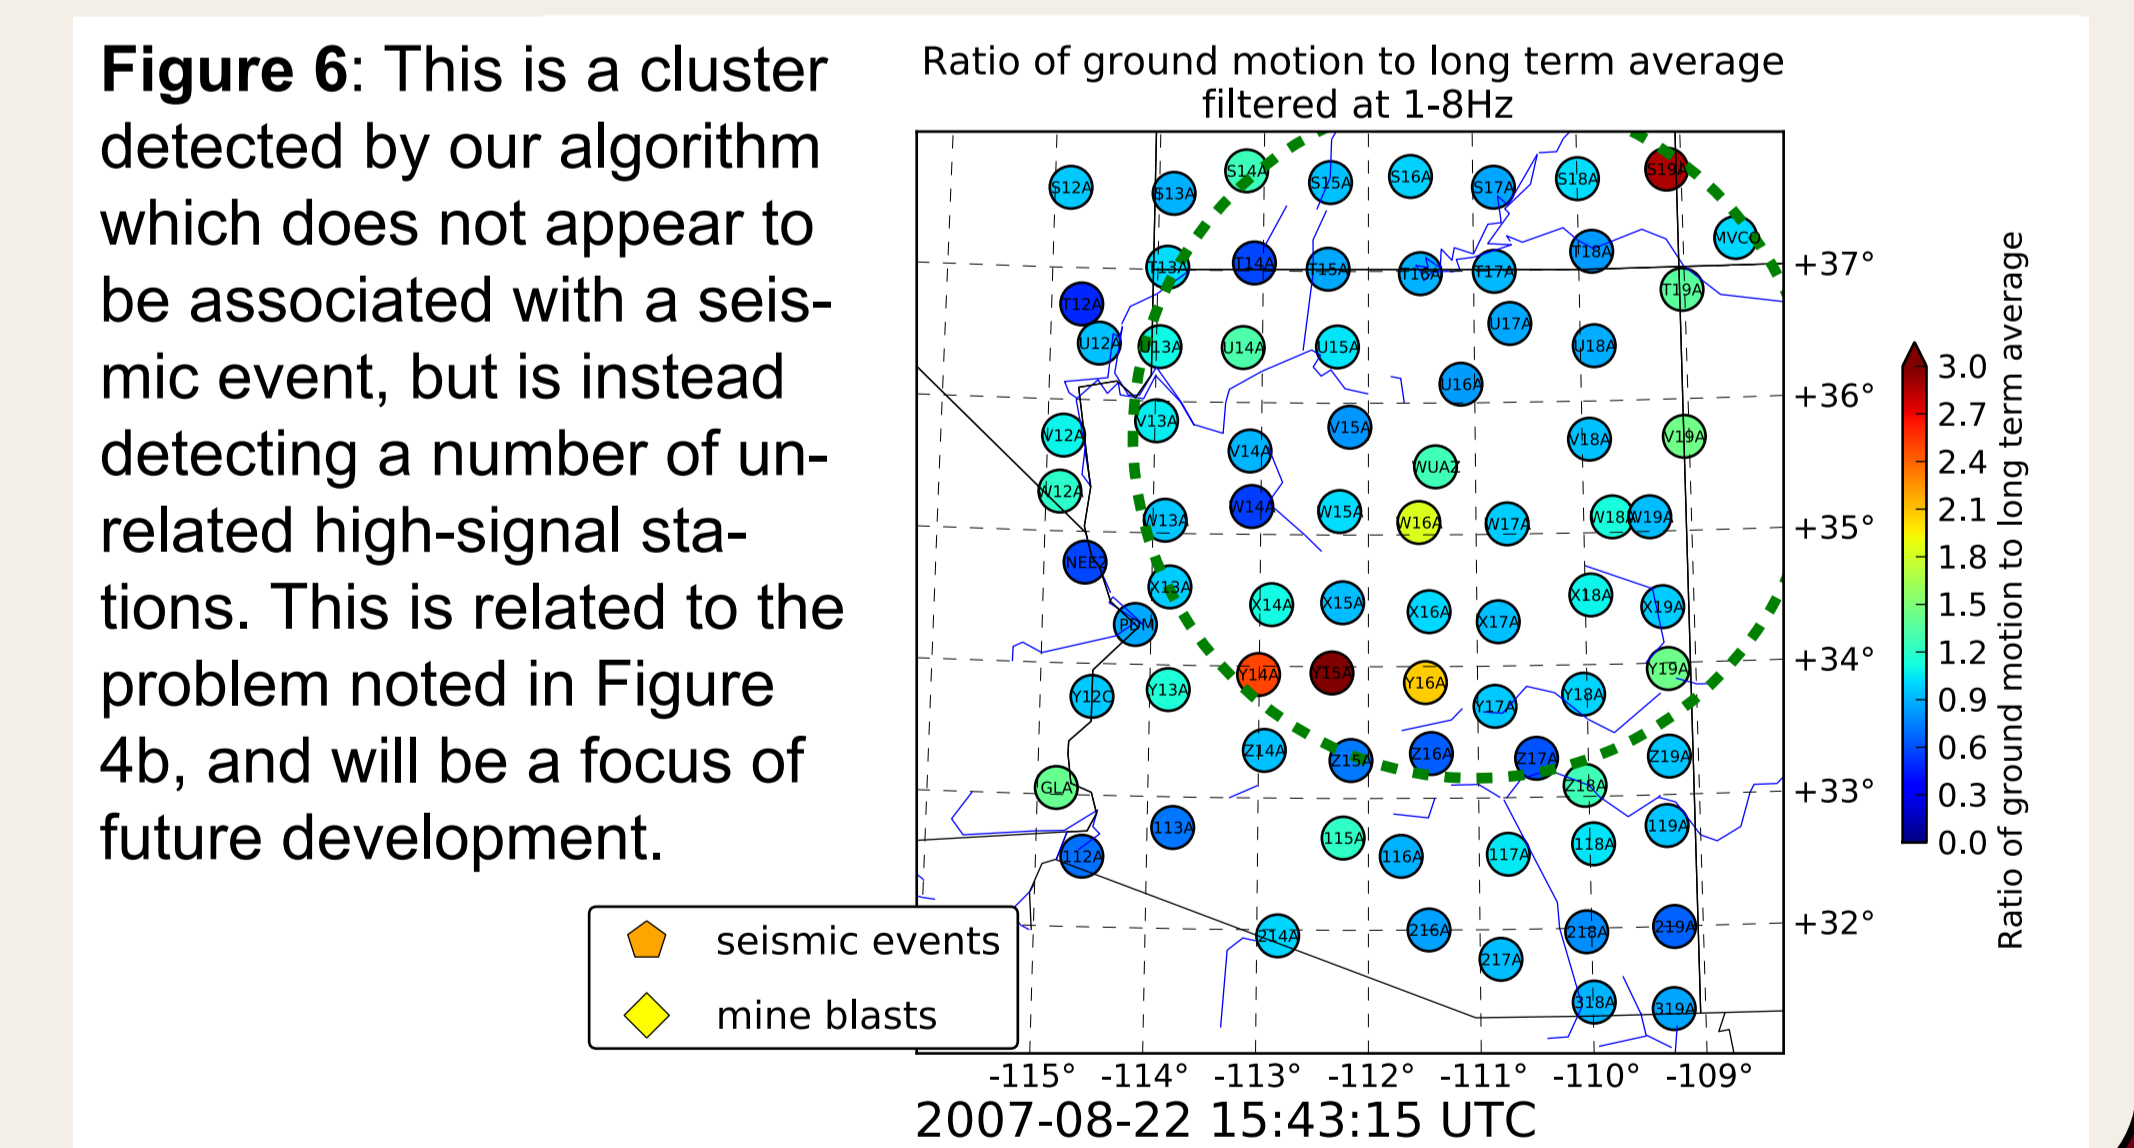 Figure 6: This is a cluster
detected by our algorithm
which does not appear to
be associated with a seis-
mic event, but is instead
detecting a number of un-
related high-signal sta-
tions. This is related to the
problem noted in Figure
4b, and will be a focus of
future development.
seismic events
mine blasts
Ratio of ground motion to long term average
filtered at 1-8Hz
S12A S13A S14A S15A S16A S17A S18A S19A
MVCO
T13A T14A T15A T16A T17A T18A
T12A T19A
U12A U13A U14A U15A U17A U18A
U16A
V12A V13A V14A V15A V18A V19A
WUAZ
W12A W13A W14A W15A W16A W17A W18A W19A
NEE2
X13A X14A X15A X16A X17A X18A X19A
PDM
Y12C Y13A Y14A Y15A Y16A Y17A Y18A Y19A
Z14A Z15A Z16A Z17A Z18A Z19A
GLA
112A 113A 115A 116A 117A 118A 119A
214A 216A 217A 218A 219A
318A 319A
+37°
+36°
+35°
+34°
+33°
+32°
-115° -114° -113° -112° -111° -110° -109°
2007-08-22 15:43:15 UTC
3.0
2.7
2.4
2.1
1.8
1.5
1.2
0.9
0.6
0.3
0.0
Ratio of ground motion to long term average